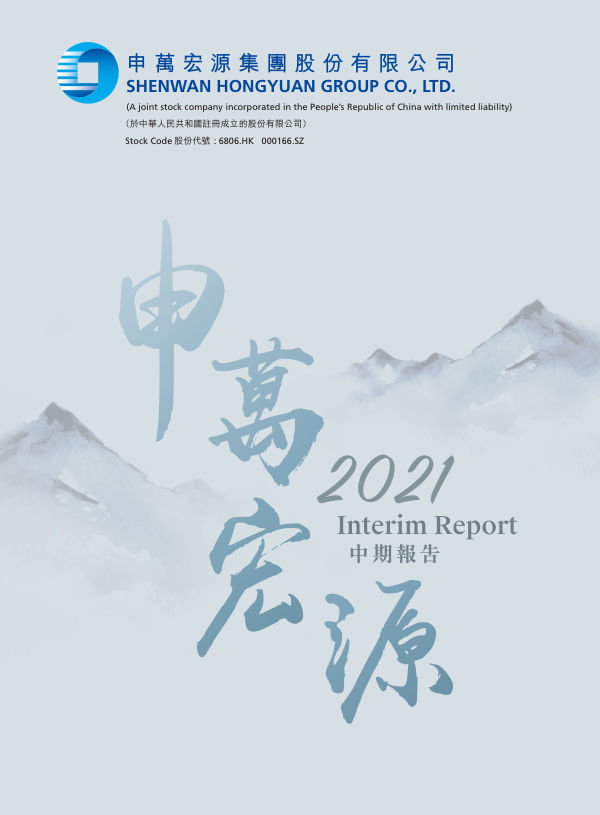 申萬宏源集團股份有限公司
SHENWAN HONGYUAN GROUP CO., LTD.
(A joint stock company incorporated in the People's Republic of China with limited liability)
(於中華人民共和國註冊成立的股份有限公司)
Stock Code 股份代號：6806.HK 000166.SZ
申
萬
宏
源
2021
Interim Report
中期報告